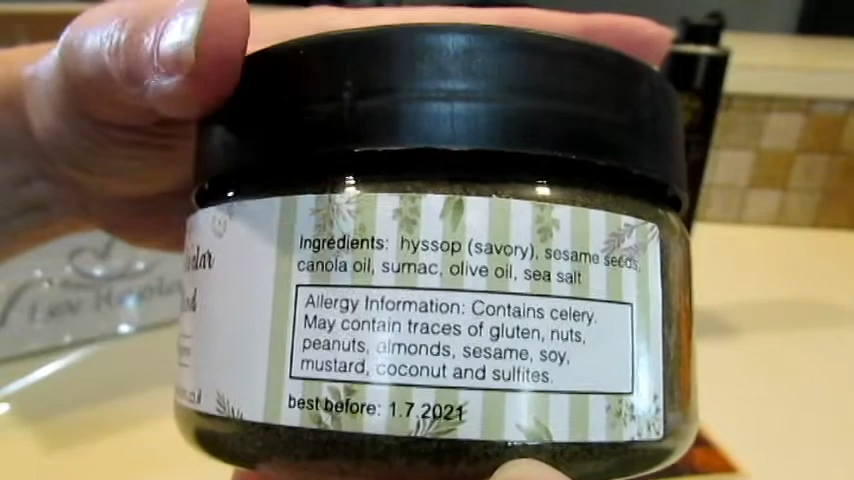 Ingredients: hyssop (savory), sesame seeds,
canola oil, sumac, olive oil, sea salt
Allergy Information: Contains celery.
May contain traces of gluten, nuts,
peanuts, almonds, sesame, soy,
mustard, coconut and sulfites.
best before: 1.7.2021